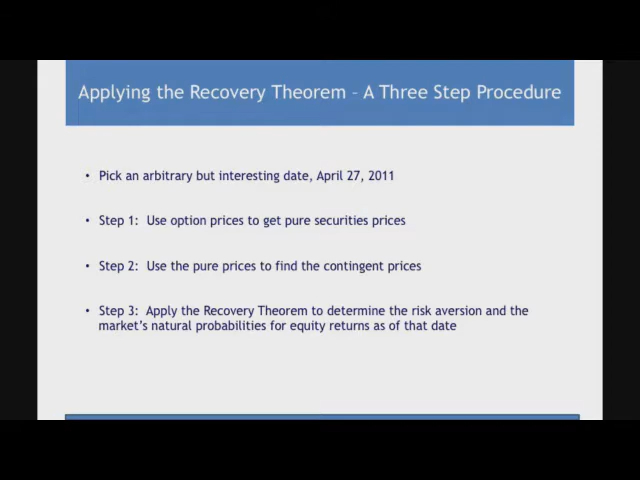 Applying the Recovery Theorem – A Three Step Procedure
• Pick an arbitrary but interesting date, April 27, 2011
• Step 1: Use option prices to get pure securities prices
• Step 2: Use the pure prices to find the contingent prices
• Step 3: Apply the Recovery Theorem to determine the risk aversion and the
market's natural probabilities for equity returns as of that date